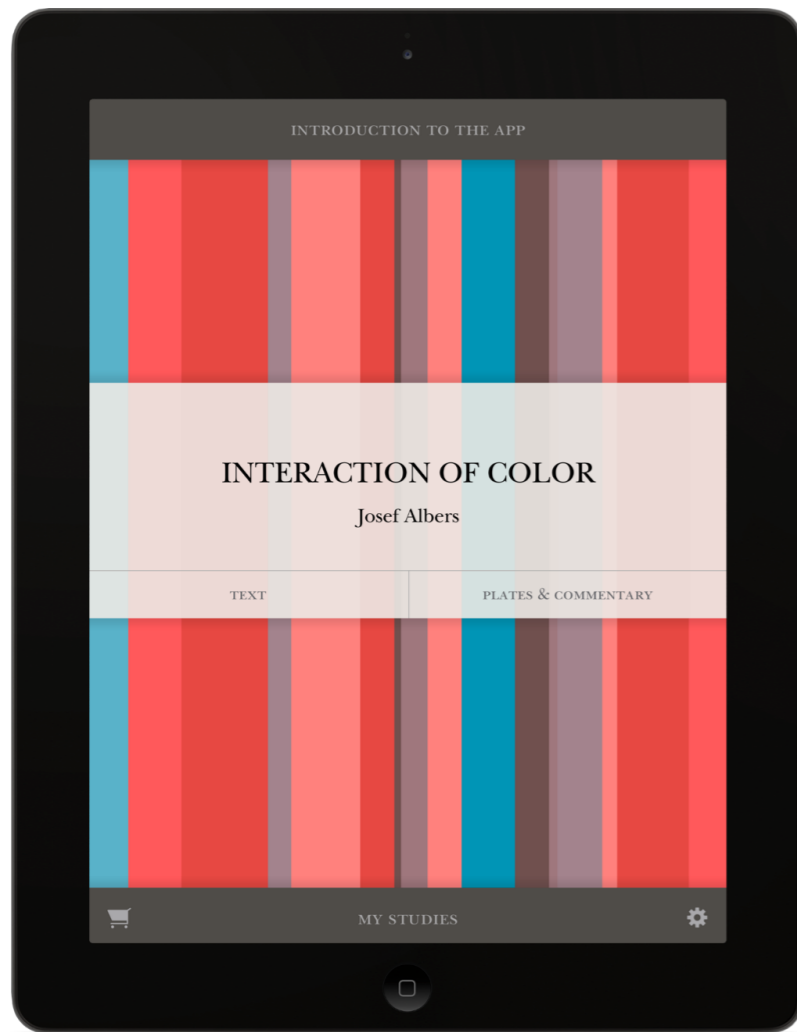 INTRODUCTION TO THE APP
INTERACTION OF COLOR
Josef Albers
TEXT
PLATES & COMMENTARY
MY STUDIES